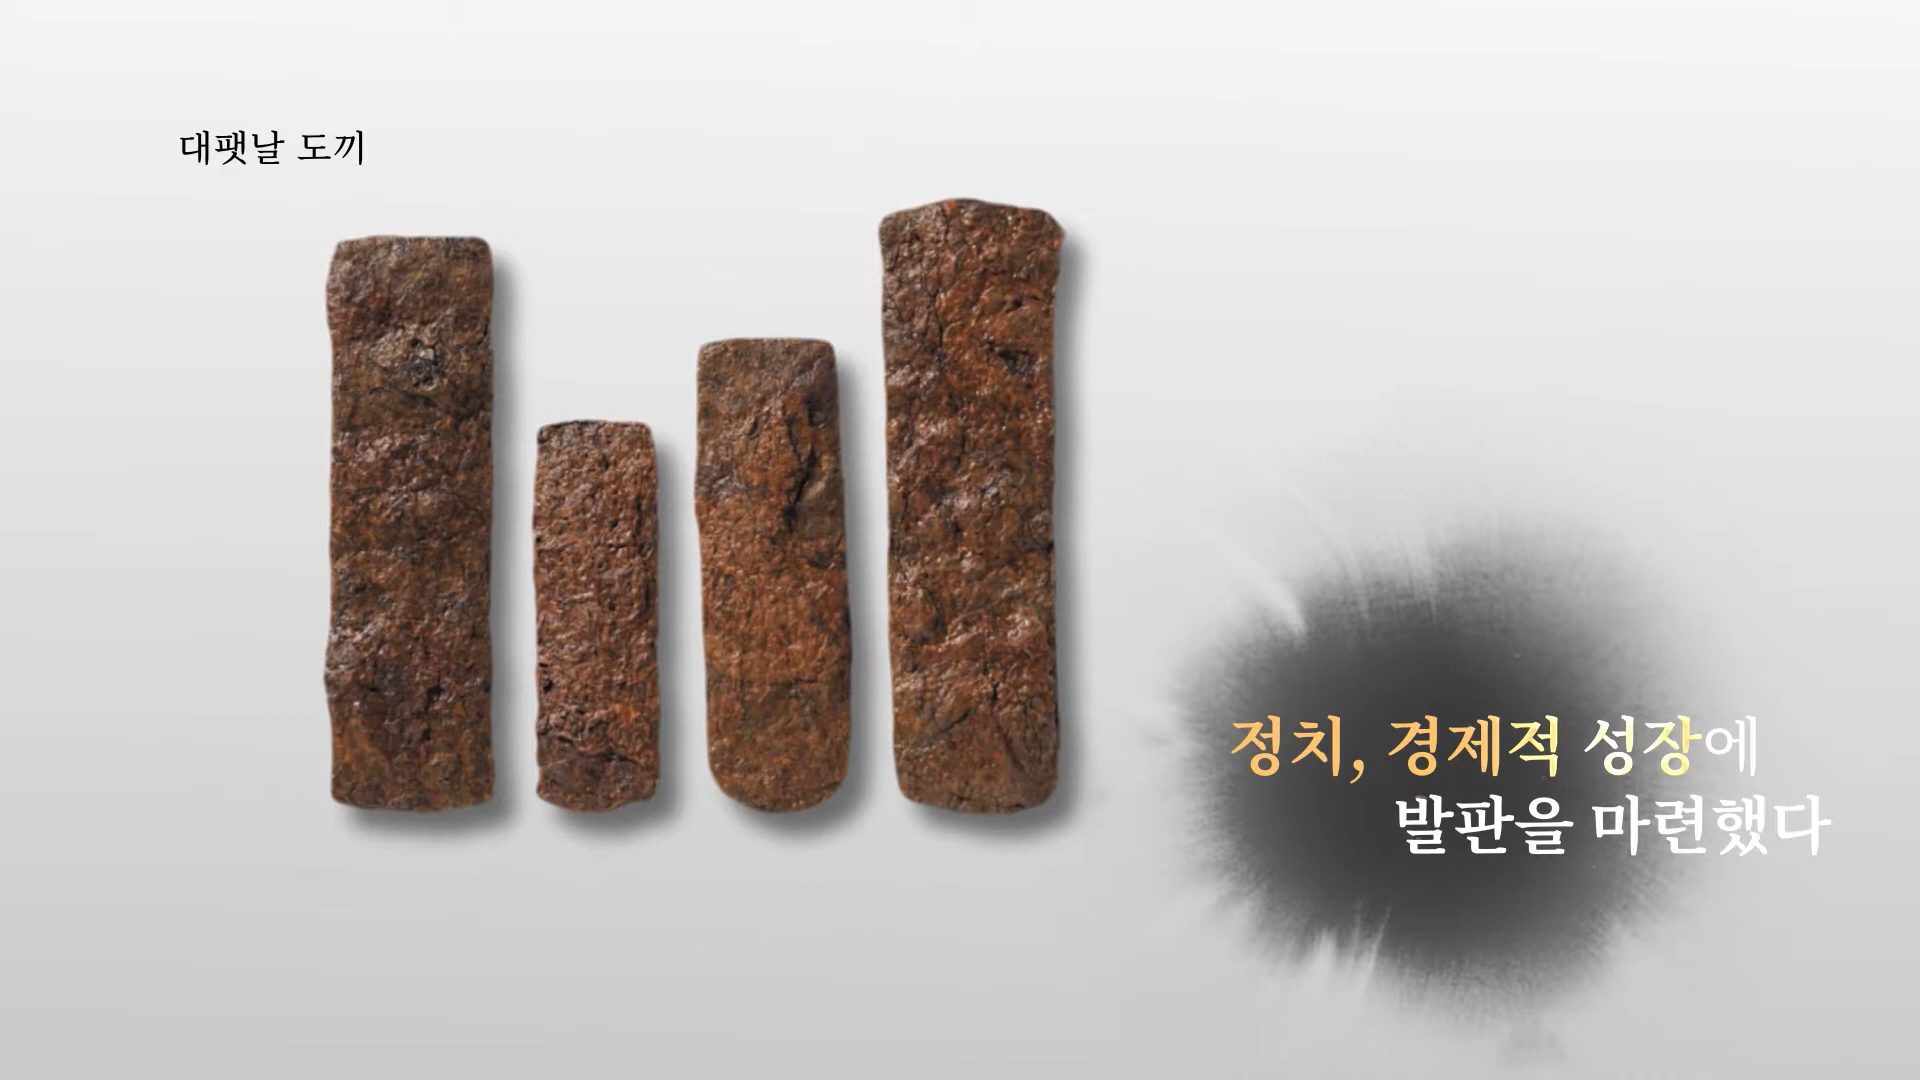 대팻날 도끼
정치, 경제적 성장에
발판을 마련했다